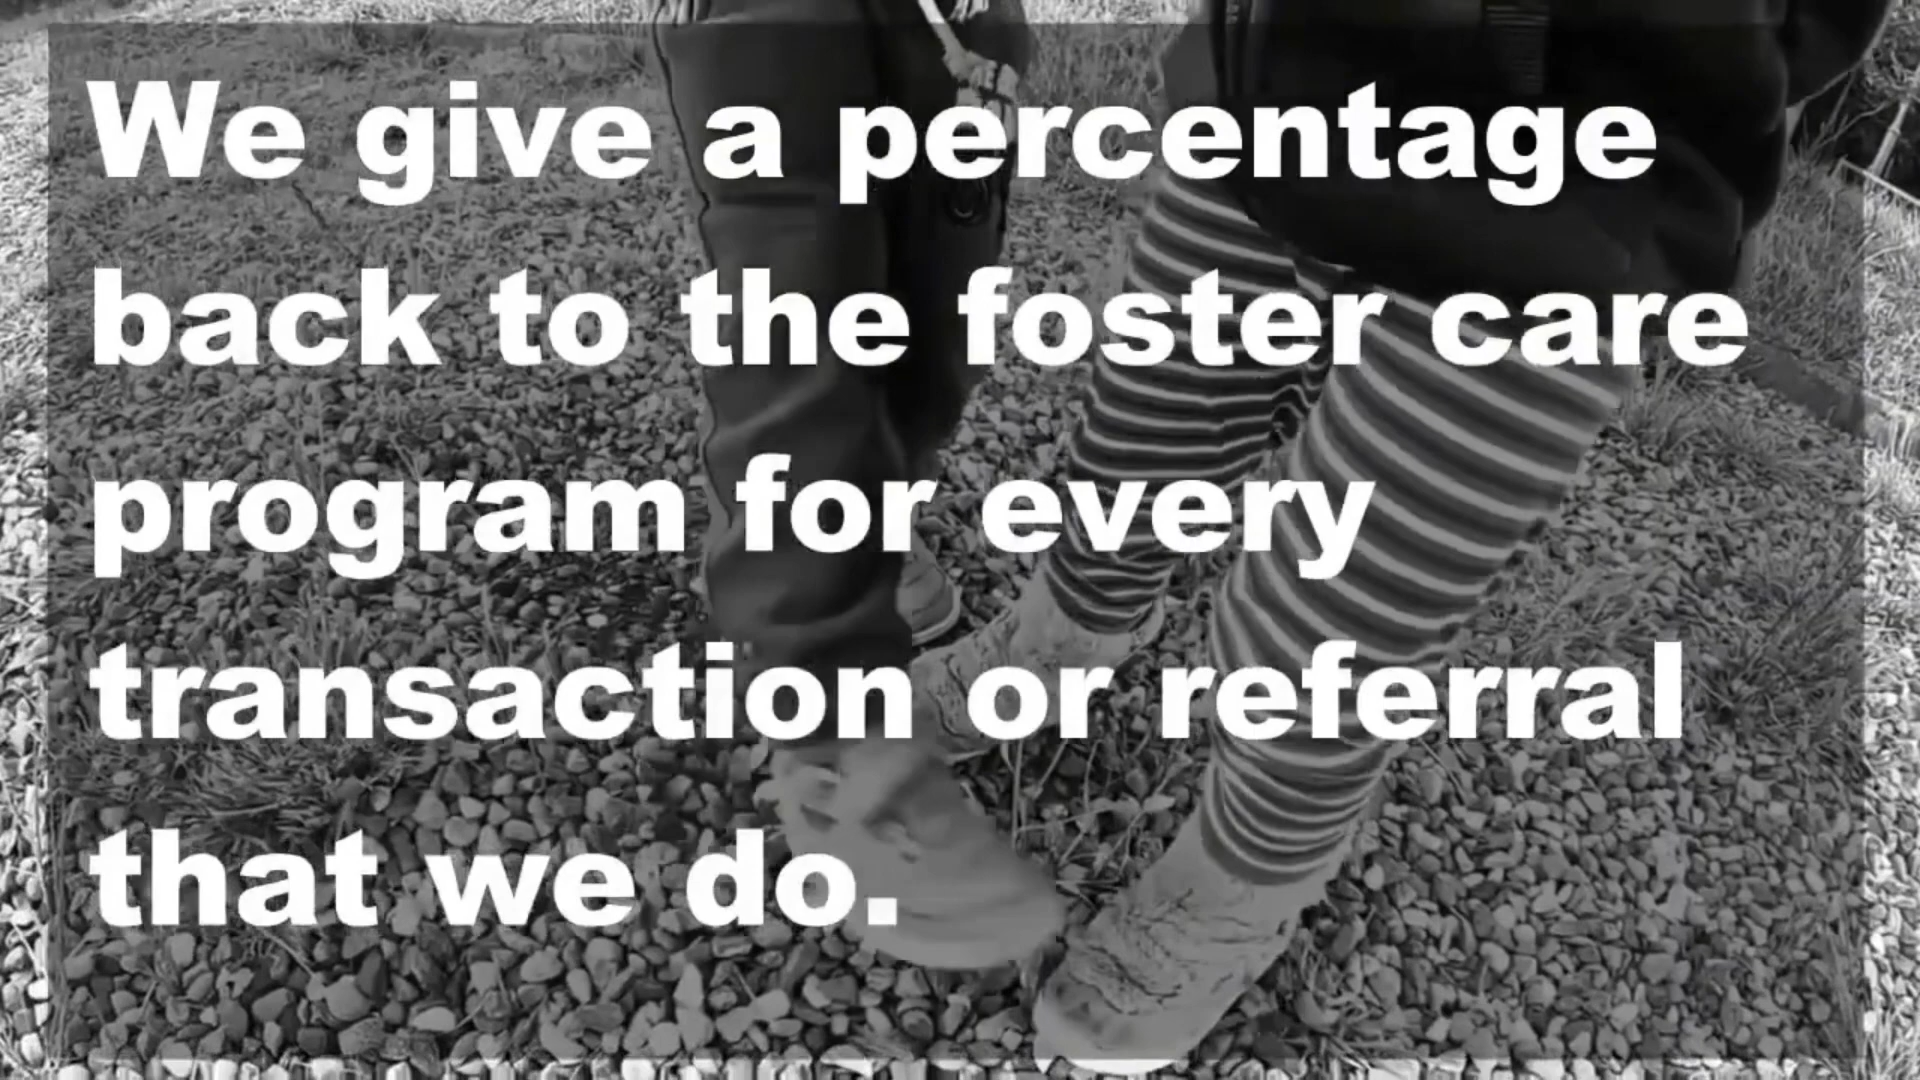 We give a percentage
back to the foster care
program for every
transaction or referral
that we do.